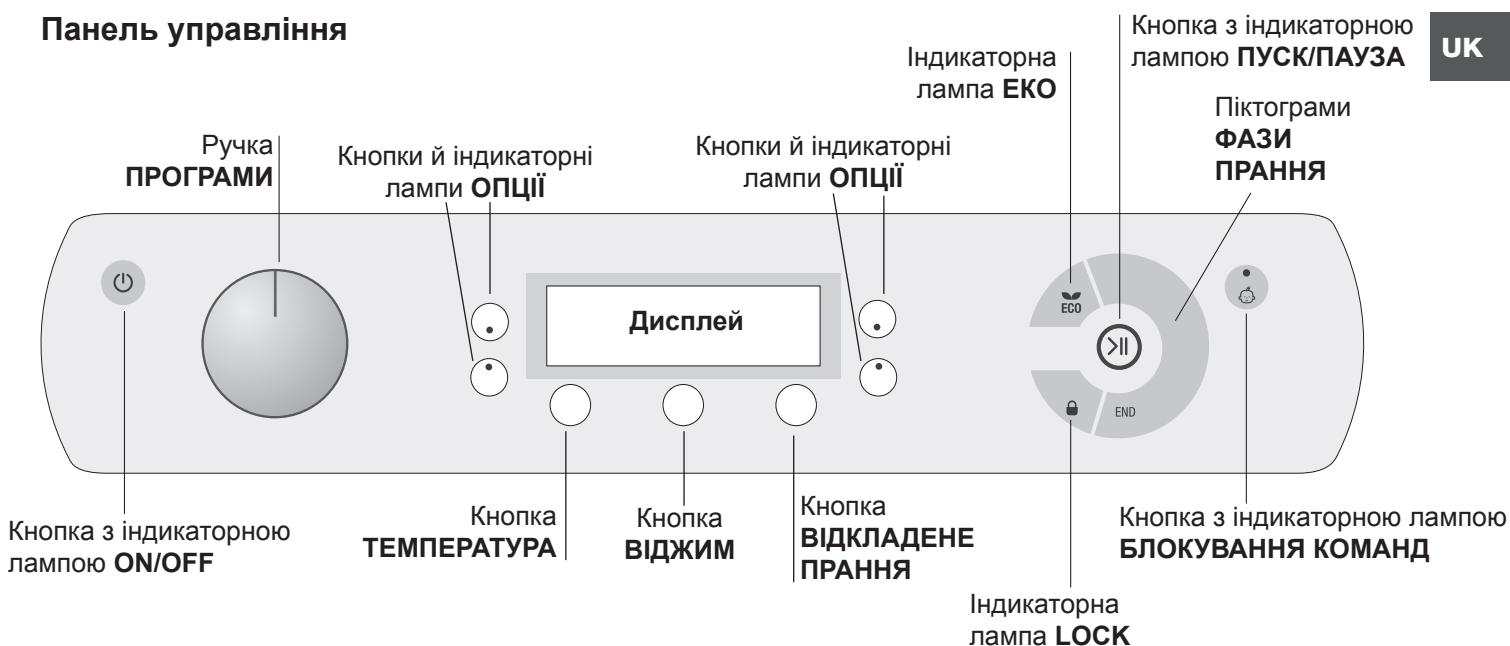 Панель управління
Кнопка з індикаторною
лампою ПУСК/ПАУЗА
UK
Індикаторна
лампа ЕКО
Піктограми
ФАЗИ
ПРАННЯ
Ручка
ПРОГРАМИ
Кнопки й індикаторні
лампи ОПЦІЇ
Кнопки й індикаторні
лампи ОПЦІЇ
ECO
Дисплей
END
Кнопка з індикаторною
лампою ON/OFF
Кнопка
ТЕМПЕРАТУРА
Кнопка
ВІДЖИМ
Кнопка
ВІДКЛАДЕНЕ
ПРАННЯ
Кнопка з індикаторною лампою
БЛОКУВАННЯ КОМАНД
Індикаторна
лампа LOCK